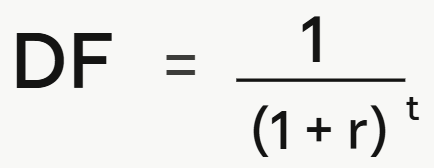 DF = 1
(1 + r) t